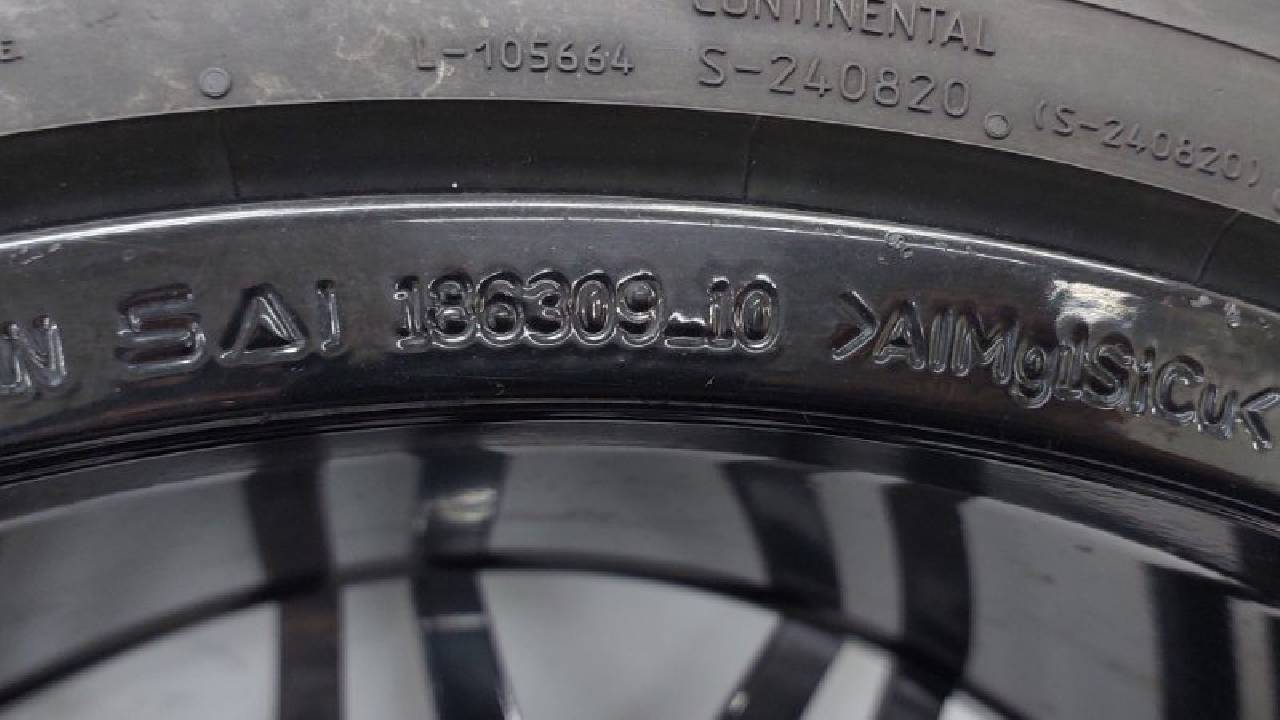 CONTINENTAL
L-105664 S-240820 (S-240820)
SAI 186309_10 >AlMg1SiCu<